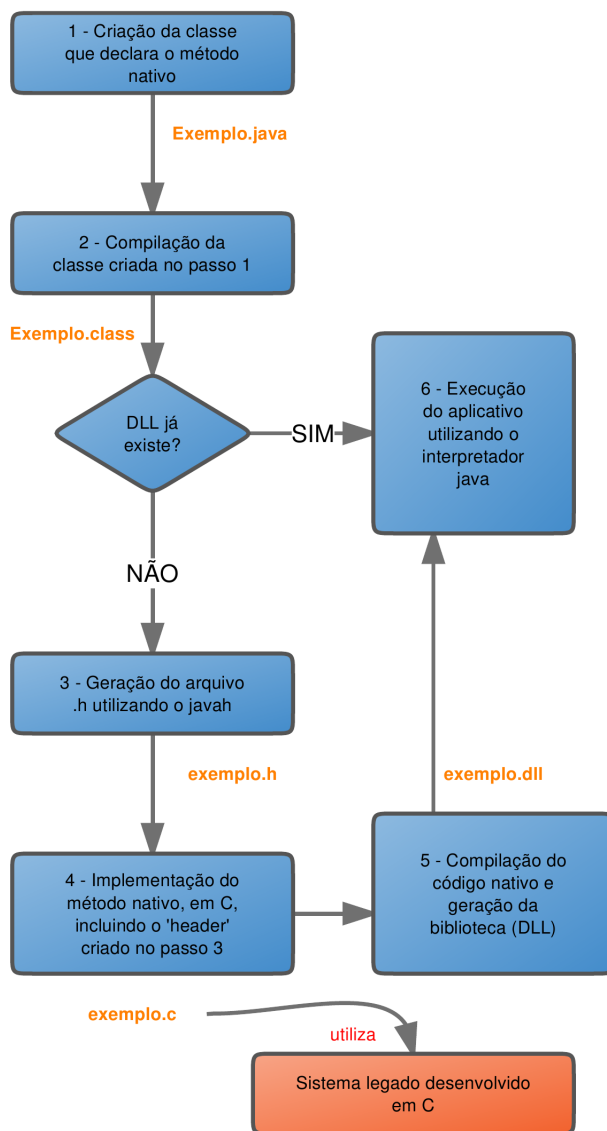 1 - Criação da classe
que declara o método
nativo
Exemplo.java
2 - Compilação da
classe criada no passo 1
Exemplo.class
DLL já
existe?
SIM
6 - Execução
do aplicativo
utilizando o
interpretador
java
NÃO
3 - Geração do arquivo
.h utilizando o javah
exemplo.h
exemplo.dll
4 - Implementação do
método nativo, em C,
incluindo o 'header'
criado no passo 3
5 - Compilação do
código nativo e
geração da
biblioteca (DLL)
exemplo.c
utiliza
Sistema legado desenvolvido
em C